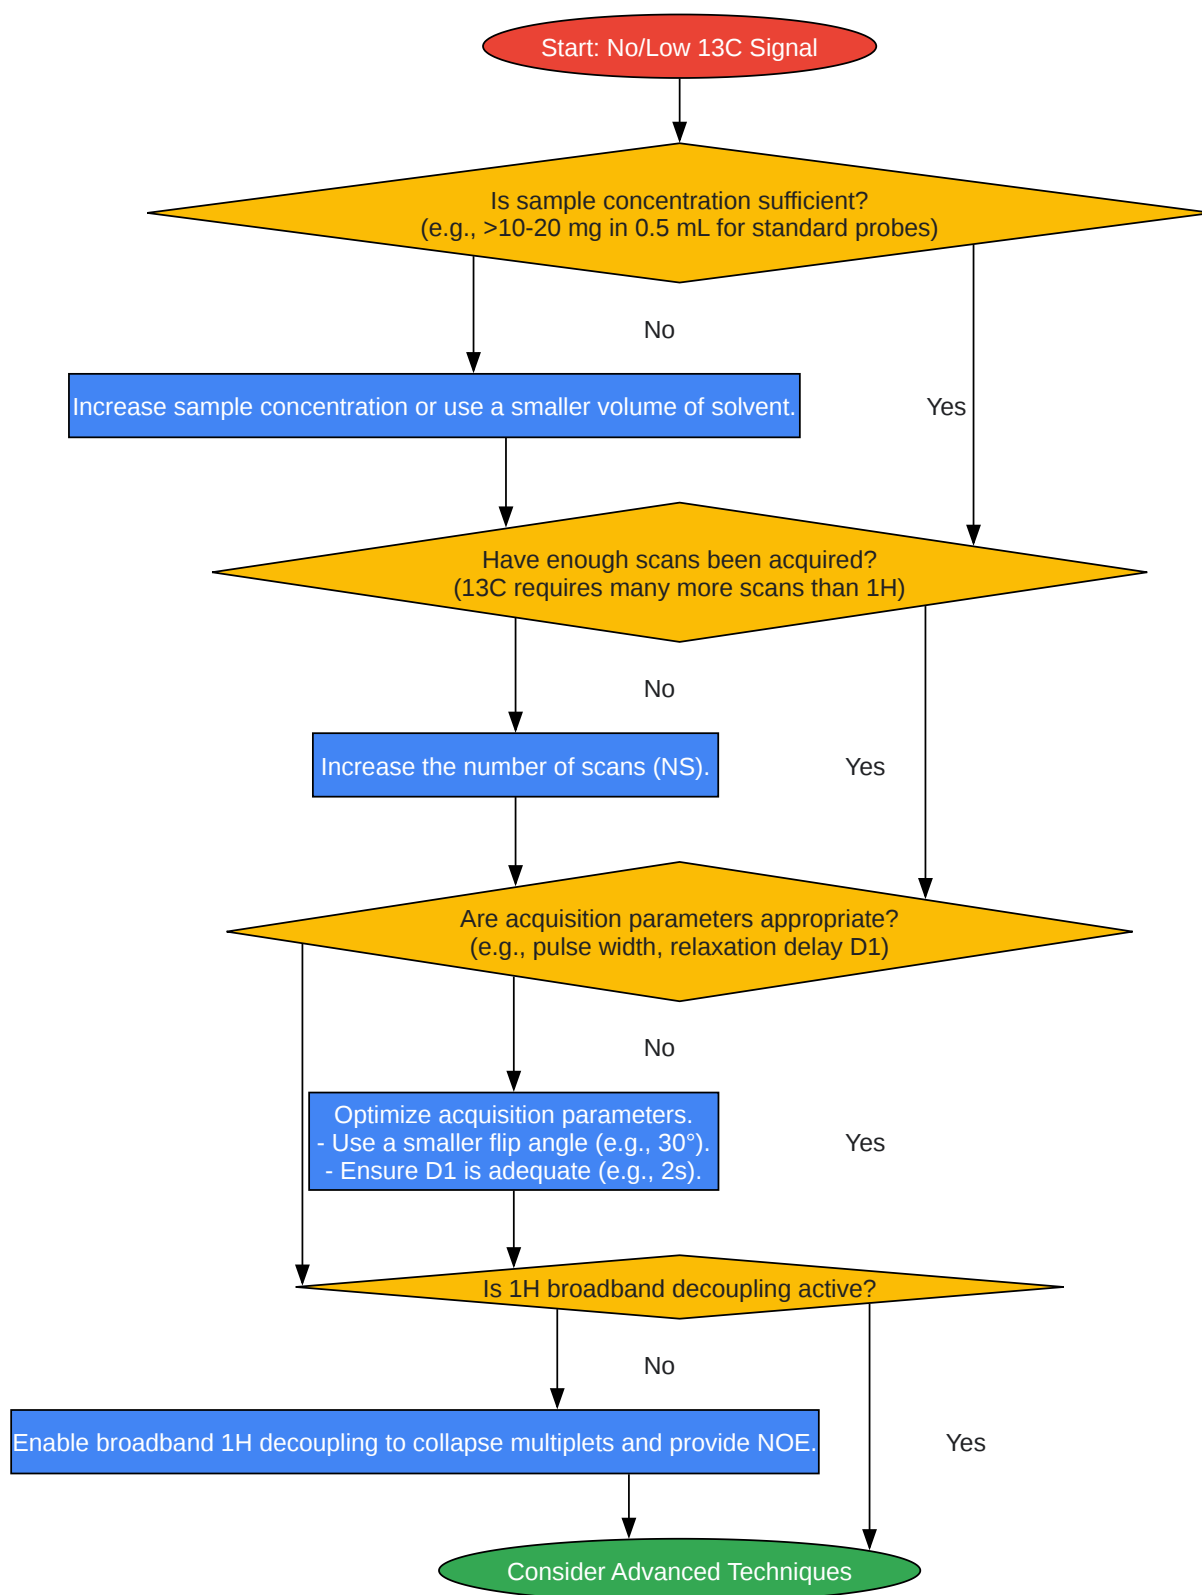 Start: No/Low 13C Signal
Is sample concentration sufficient?
(e.g., >10-20 mg in 0.5 mL for standard probes)
No
Increase sample concentration or use a smaller volume of solvent.
Yes
Have enough scans been acquired?
(13C requires many more scans than 1H)
No
Increase the number of scans (NS).
Yes
Are acquisition parameters appropriate?
(e.g., pulse width, relaxation delay D1)
No
Optimize acquisition parameters.
- Use a smaller flip angle (e.g., 30°).
- Ensure D1 is adequate (e.g., 2s).
Yes
Is 1H broadband decoupling active?
No
Enable broadband 1H decoupling to collapse multiplets and provide NOE.
Yes
Consider Advanced Techniques